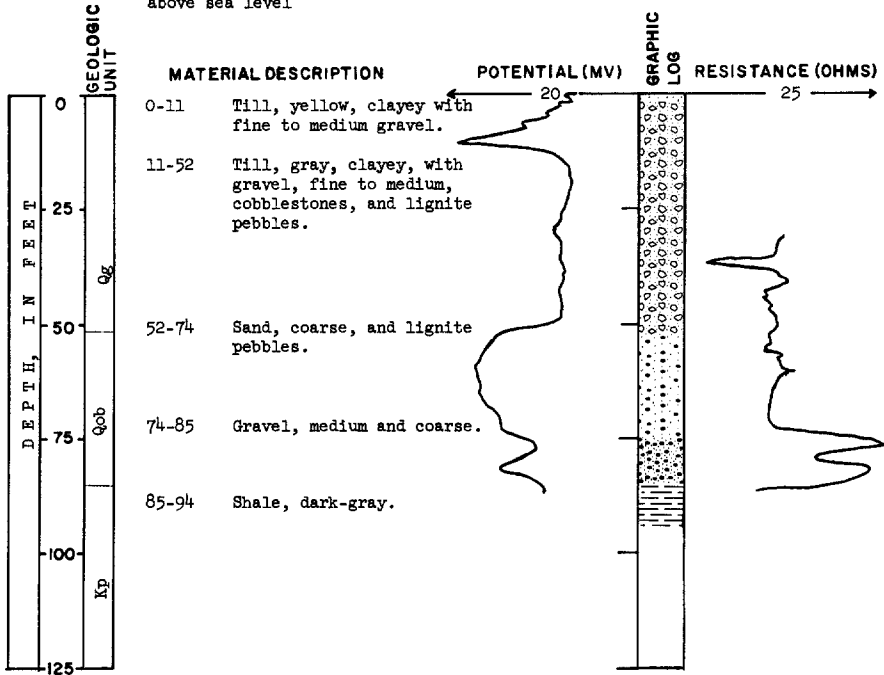 above sea level
GEOLOGIC
UNIT
MATERIAL DESCRIPTION
POTENTIAL (MV)
GRAPHIC
LOG
RESISTANCE (OHMS)
20
25
DEPTH, IN FEET
0
25
50
75
100
125
Qg
Qob
Kp
0-11 Till, yellow, clayey with
fine to medium gravel.
11-52 Till, gray, clayey, with
gravel, fine to medium,
cobblestones, and lignite
pebbles.
52-74 Sand, coarse, and lignite
pebbles.
74-85 Gravel, medium and coarse.
85-94 Shale, dark-gray.